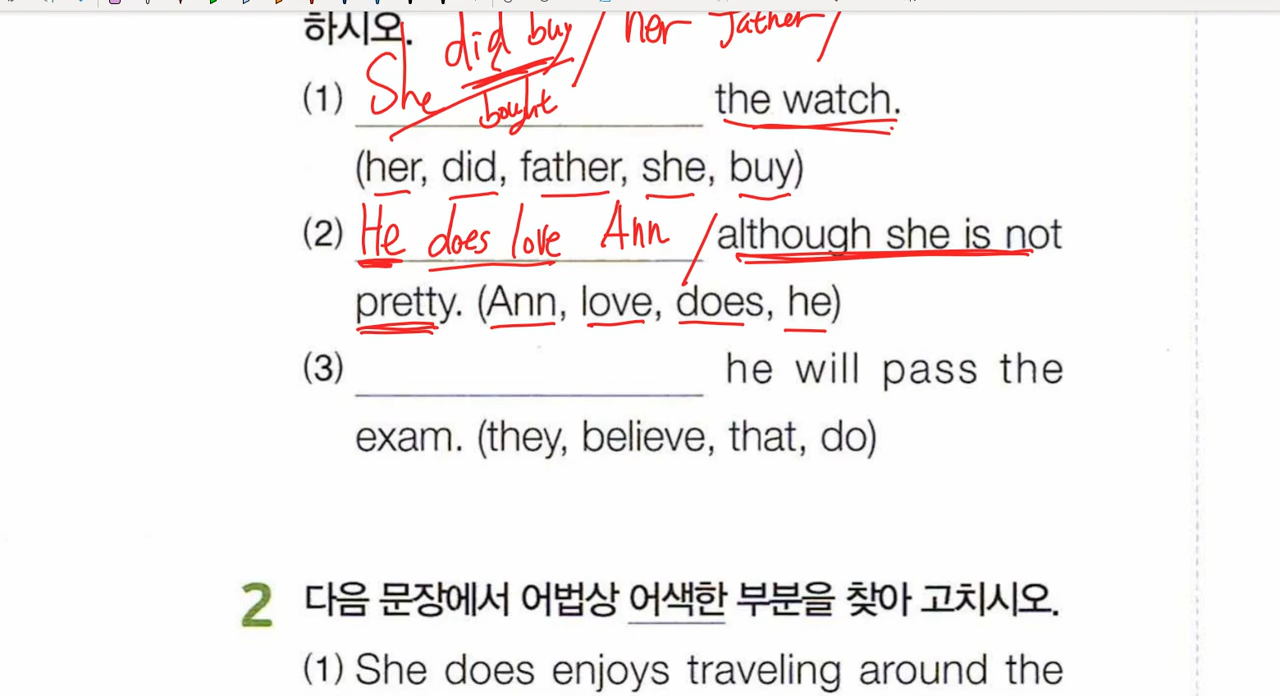 하시오.
did buy / her father /
(1) She bought the watch.
(her, did, father, she, buy)
(2) He does love Ann / although she is not
pretty. (Ann, love, does, he)
(3) he will pass the
exam. (they, believe, that, do)
2 다음 문장에서 어법상 어색한 부분을 찾아 고치시오.
(1) She does enjoys traveling around the